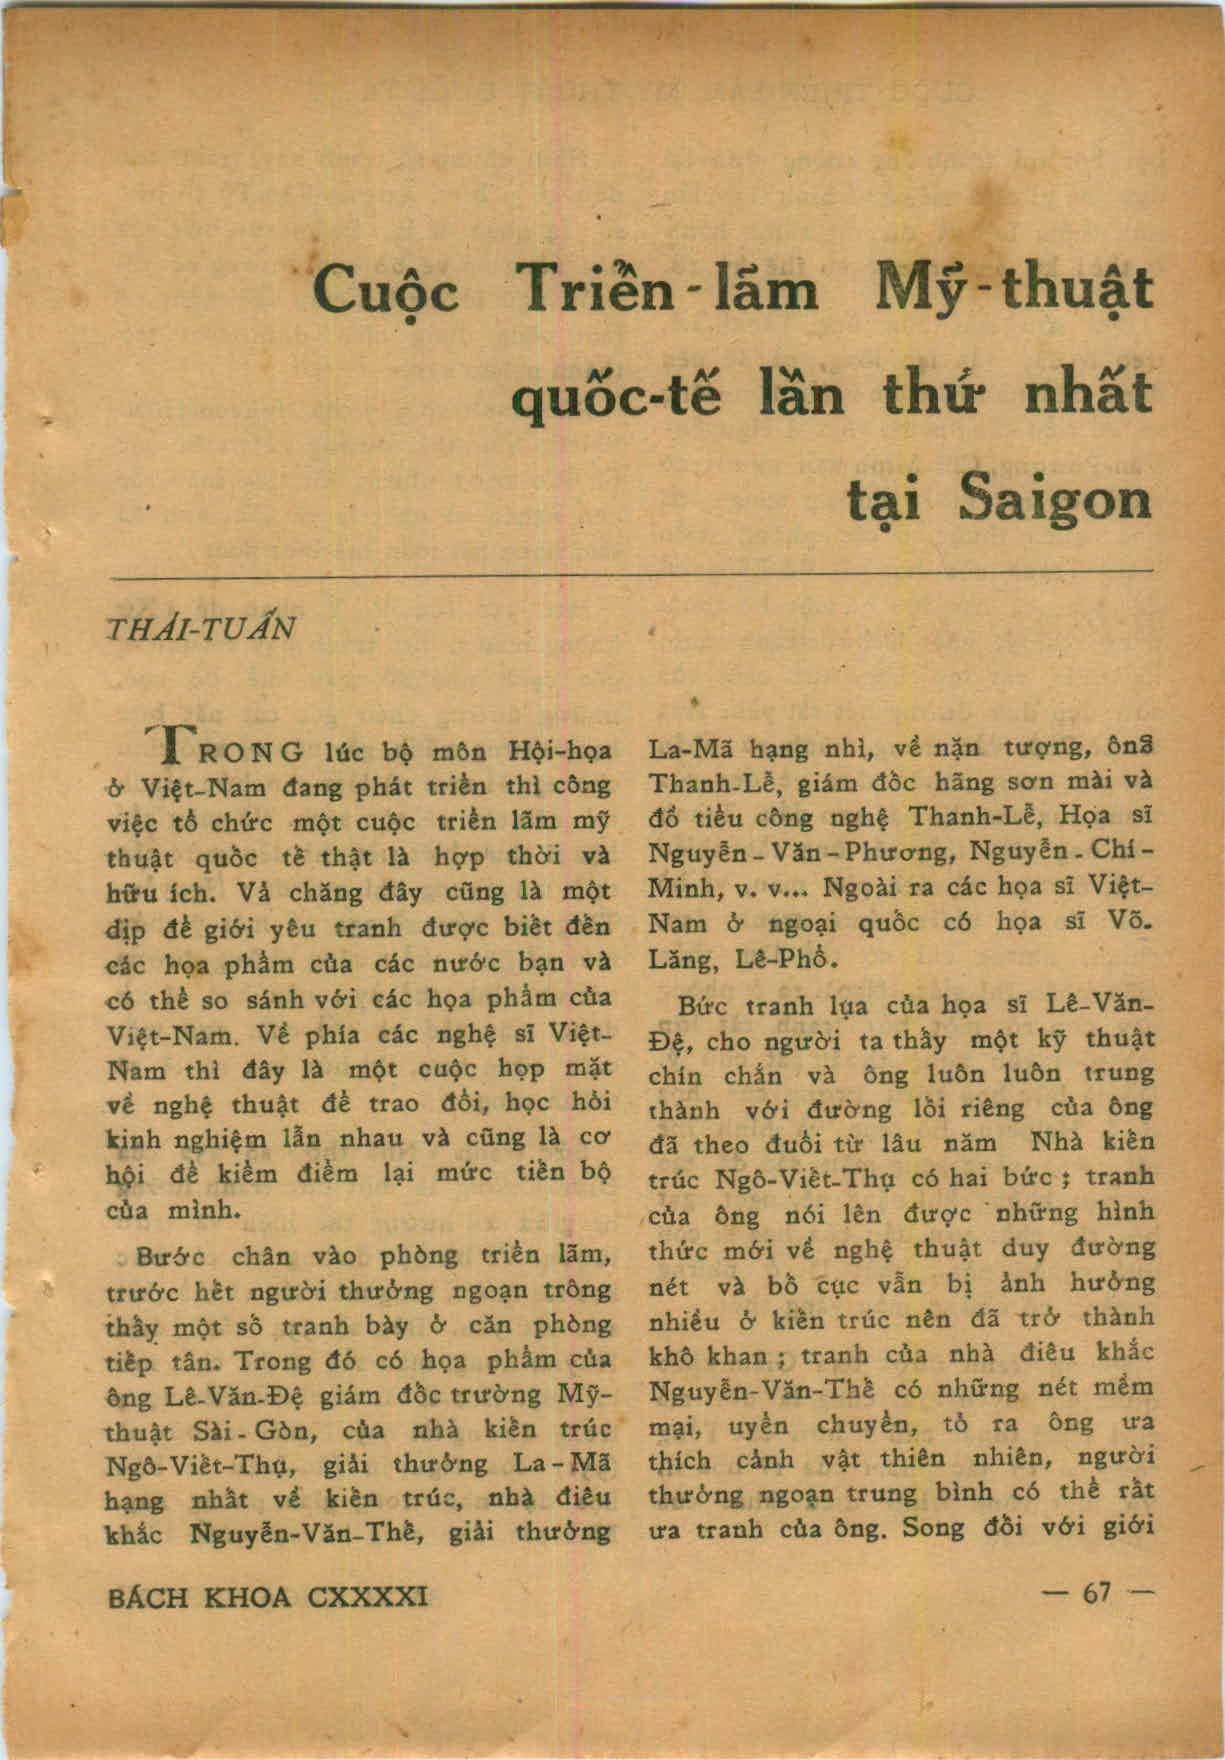 Cuộc Triển-lãm Mỹ-thuật
quốc-tế lần thứ nhất
tại Saigon
THÁI-TUẤN
TRONG lúc bộ môn Hội-họa
ở Việt-Nam đang phát triển thì công
việc tổ chức một cuộc triển lãm mỹ
thuật quốc tế thật là hợp thời và
hữu ích. Vả chăng đây cũng là một
dịp để giới yêu tranh được biết đến
các họa phẩm của các nước bạn và
có thể so sánh với các họa phẩm của
Việt-Nam. Về phía các nghệ sĩ Việt-
Nam thì đây là một cuộc họp mặt
về nghệ thuật để trao đổi, học hỏi
kinh nghiệm lẫn nhau và cũng là cơ
hội để kiểm điểm lại mức tiến bộ
của mình.
Bước chân vào phòng triển lãm,
trước hết người thưởng ngoạn trông
thấy một số tranh bày ở căn phòng
tiếp tân. Trong đó có họa phẩm của
ông Lê-Văn-Đệ giám đốc trường Mỹ-
thuật Sài-Gòn, của nhà kiến trúc
Ngô-Viết-Thụ, giải thưởng La-Mã
hạng nhất về kiến trúc, nhà điêu
khắc Nguyễn-Văn-Thế, giải thưởng
La-Mã hạng nhì, về nặn tượng, ông
Thanh-Lễ, giám đốc hãng sơn mài và
đồ tiểu công nghệ Thanh-Lễ, Họa sĩ
Nguyễn-Văn-Phương, Nguyễn-Chí-
Minh, v. v... Ngoài ra các họa sĩ Việt-
Nam ở ngoại quốc có họa sĩ Võ-
Lăng, Lê-Phổ.
Bức tranh lụa của họa sĩ Lê-Văn-
Đệ, cho người ta thấy một kỹ thuật
chín chắn và ông luôn luôn trung
thành với đường lối riêng của ông
đã theo đuổi từ lâu năm Nhà kiến
trúc Ngô-Viết-Thụ có hai bức ; tranh
của ông nói lên được những hình
thức mới về nghệ thuật duy đường
nét và bố cục vẫn bị ảnh hưởng
nhiều ở kiến trúc nên đã trở thành
khô khan ; tranh của nhà điêu khắc
Nguyễn-Văn-Thế có những nét mềm
mại, uyển chuyển, tỏ ra ông ưa
thích cảnh vật thiên nhiên, người
thưởng ngoạn trung bình có thể rất
ưa tranh của ông. Song đối với giới
BÁCH KHOA CXXXXI
— 67 —